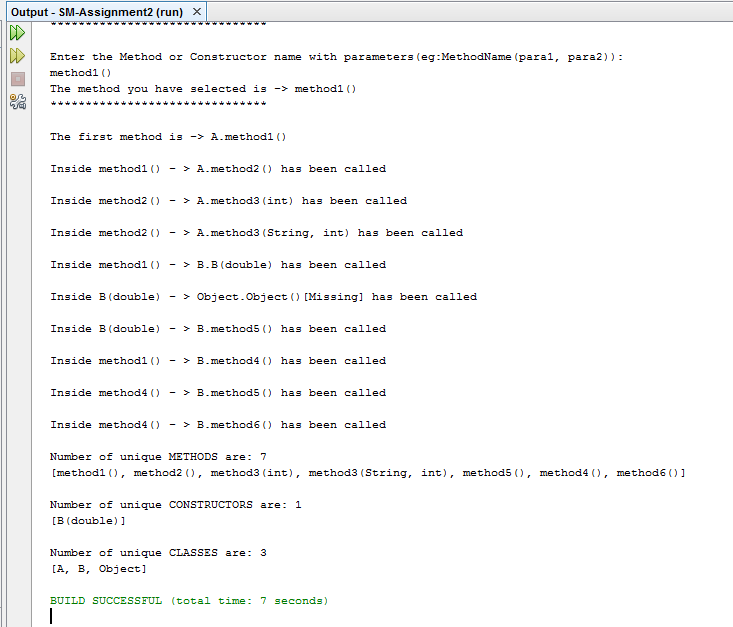 Output - SM-Assignment2 (run) ×
*******************************
Enter the Method or Constructor name with parameters(eg:MethodName(para1, para2)):
method1()
The method you have selected is -> method1()
*******************************
The first method is -> A.method1()
Inside method1() - > A.method2() has been called
Inside method2() - > A.method3(int) has been called
Inside method2() - > A.method3(String, int) has been called
Inside method1() - > B.B(double) has been called
Inside B(double) - > Object.Object()[Missing] has been called
Inside B(double) - > B.method5() has been called
Inside method1() - > B.method4() has been called
Inside method4() - > B.method5() has been called
Inside method4() - > B.method6() has been called
Number of unique METHODS are: 7
[method1(), method2(), method3(int), method3(String, int), method5(), method4(), method6()]
Number of unique CONSTRUCTORS are: 1
[B(double)]
Number of unique CLASSES are: 3
[A, B, Object]
BUILD SUCCESSFUL (total time: 7 seconds)